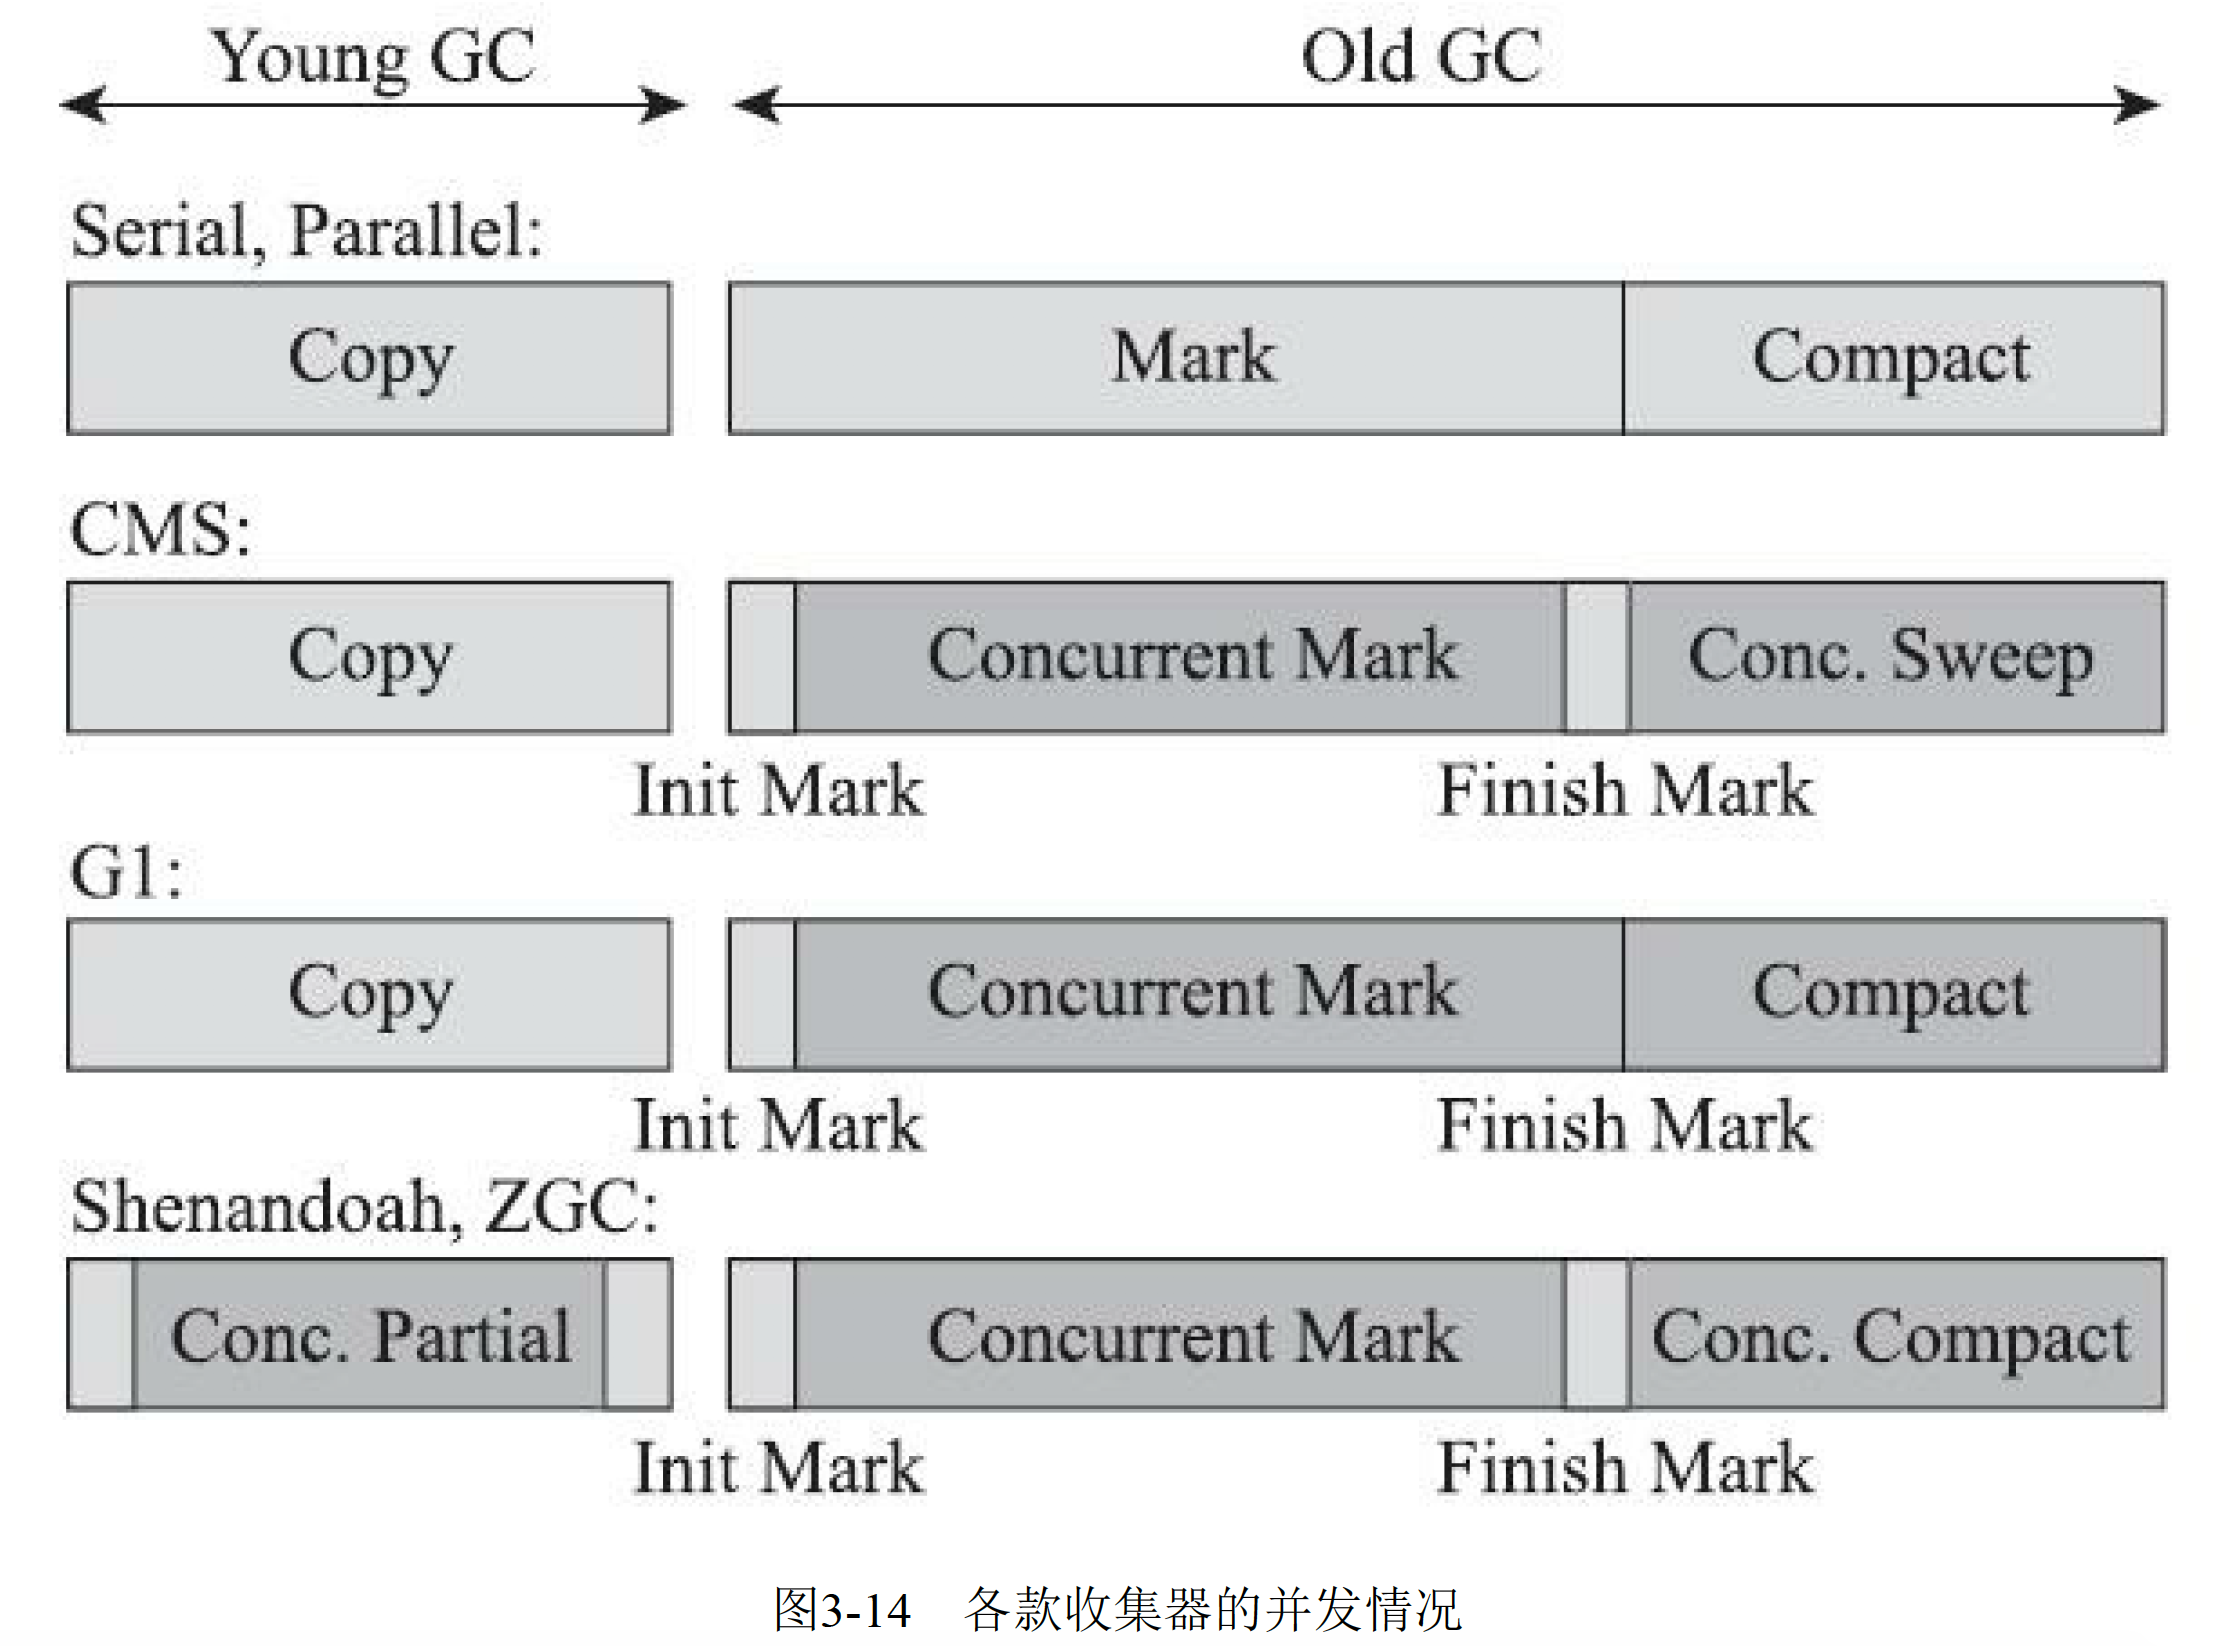 Young GC Old GC
Serial, Parallel:
Copy Mark Compact
CMS:
Copy Concurrent Mark Conc. Sweep
Init Mark Finish Mark
G1:
Copy Concurrent Mark Compact
Init Mark Finish Mark
Shenandoah, ZGC:
Conc. Partial Concurrent Mark Conc. Compact
Init Mark Finish Mark
图3-14 各款收集器的并发情况